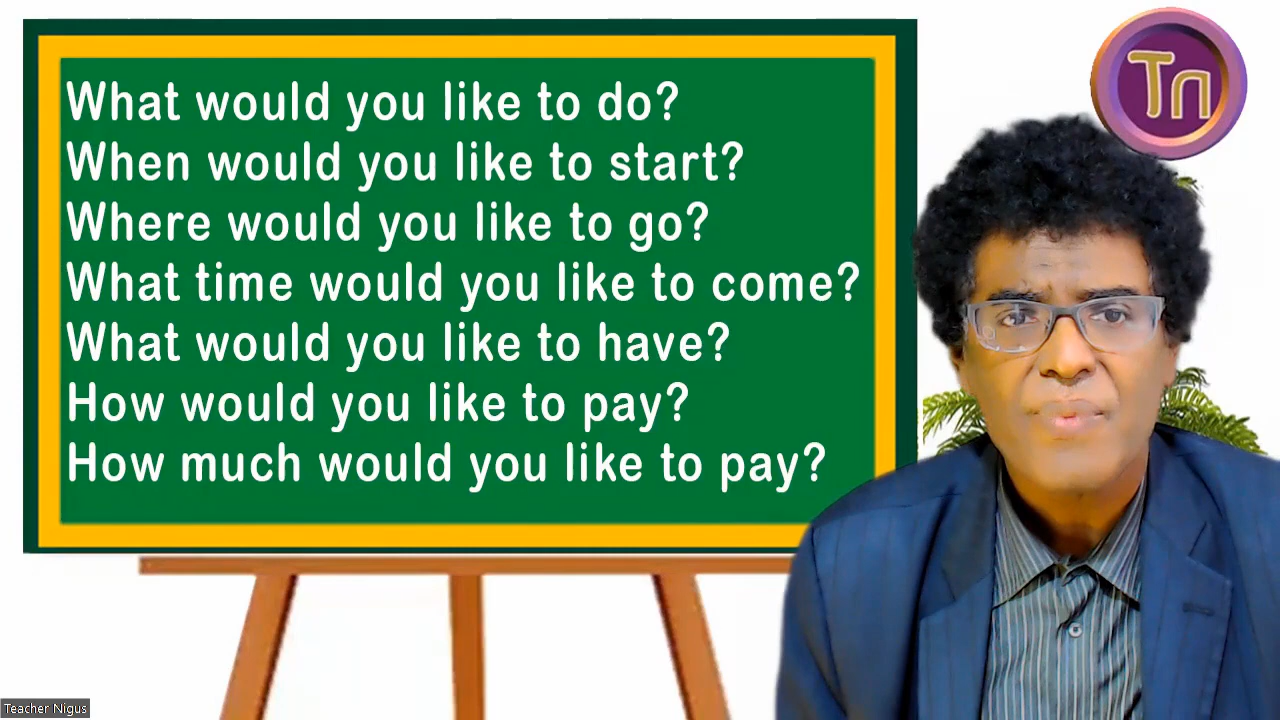 Tn
What would you like to do?
When would you like to start?
Where would you like to go?
What time would you like to come?
What would you like to have?
How would you like to pay?
How much would you like to pay?
Teacher Nigus